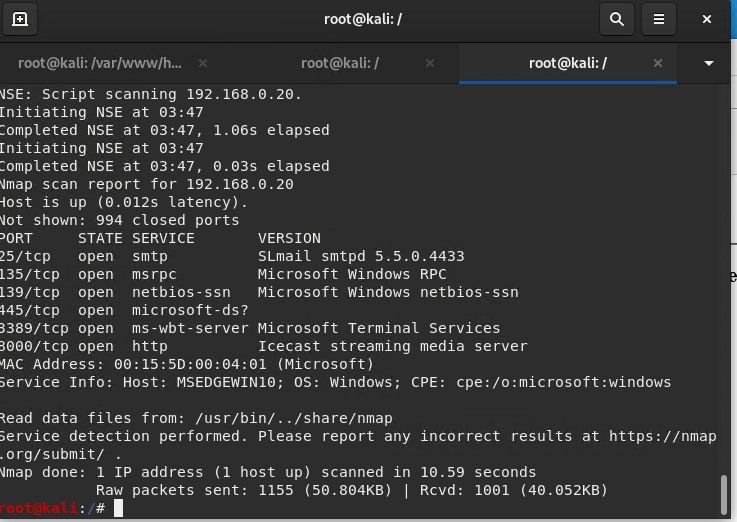 root@kali: /
root@kali: /var/www/h...
root@kali: /
root@kali: /
NSE: Script scanning 192.168.0.20.
Initiating NSE at 03:47
Completed NSE at 03:47, 1.06s elapsed
Initiating NSE at 03:47
Completed NSE at 03:47, 0.03s elapsed
Nmap scan report for 192.168.0.20
Host is up (0.012s latency).
Not shown: 994 closed ports
PORT     STATE SERVICE       VERSION
25/tcp   open  smtp          SLmail smtpd 5.5.0.4433
135/tcp  open  msrpc         Microsoft Windows RPC
139/tcp  open  netbios-ssn   Microsoft Windows netbios-ssn
445/tcp  open  microsoft-ds?
3389/tcp open  ms-wbt-server Microsoft Terminal Services
8000/tcp open  http          Icecast streaming media server
MAC Address: 00:15:5D:00:04:01 (Microsoft)
Service Info: Host: MSEDGEWIN10; OS: Windows; CPE: cpe:/o:microsoft:windows
Read data files from: /usr/bin/../share/nmap
Service detection performed. Please report any incorrect results at https://nmap
.org/submit/ .
Nmap done: 1 IP address (1 host up) scanned in 10.59 seconds
Raw packets sent: 1155 (50.804KB) | Rcvd: 1001 (40.052KB)
root@kali:/#
e